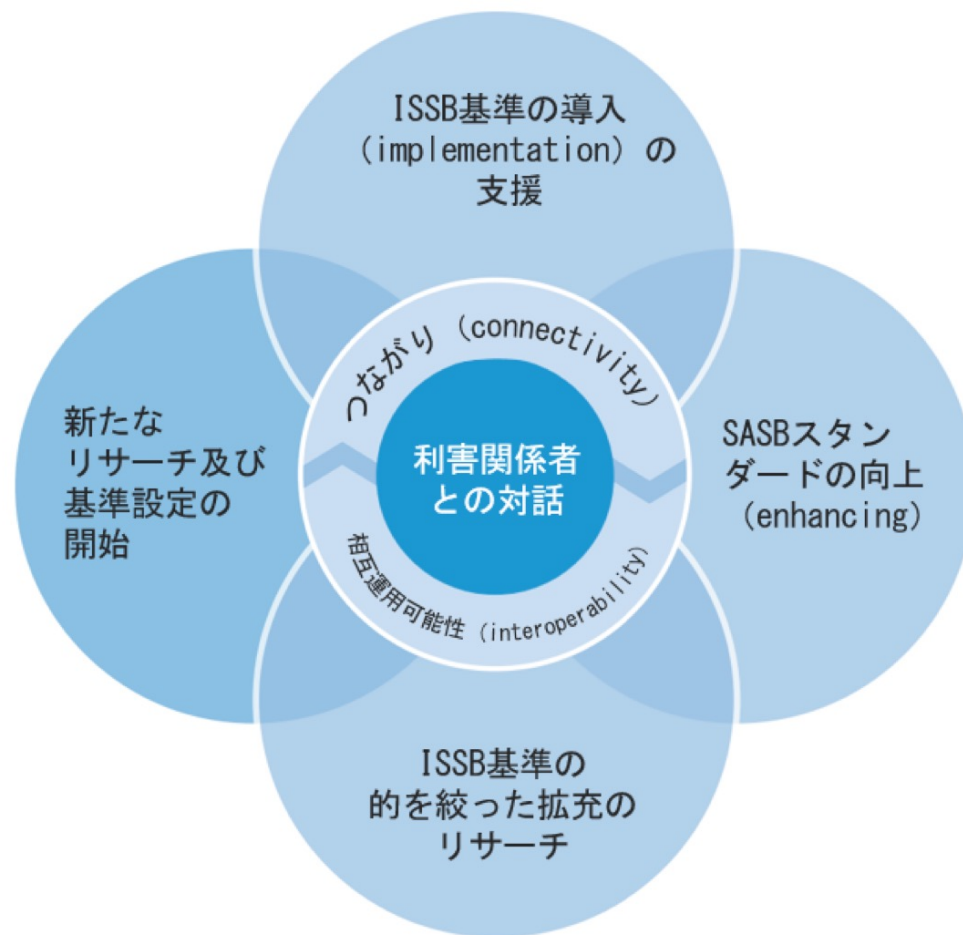 ISSB基準の導入
(implementation) の
支援
つながり (connectivity)
新たな
リサーチ及び
基準設定の
開始
利害関係者
との対話
SASBスタン
ダードの向上
(enhancing)
相互運用可能性 (interoperability)
ISSB基準の
的を絞った拡充の
リサーチ